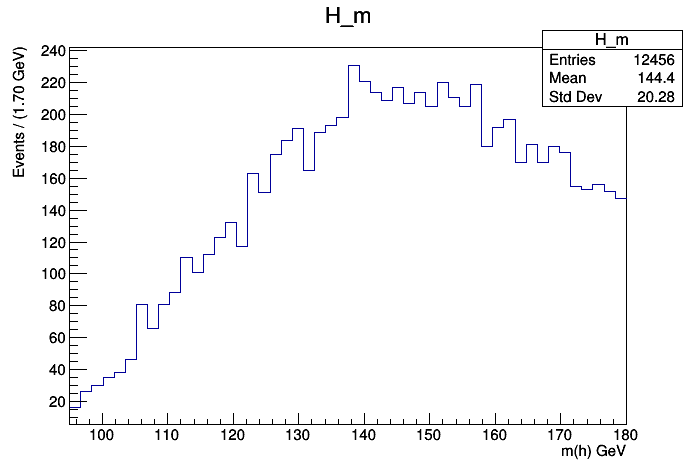 H_m
H_m
Entries 12456
Mean 144.4
Std Dev 20.28
Events / (1.70 GeV)
240
220
200
180
160
140
120
100
80
60
40
20
100 110 120 130 140 150 160 170 180
m(h) GeV